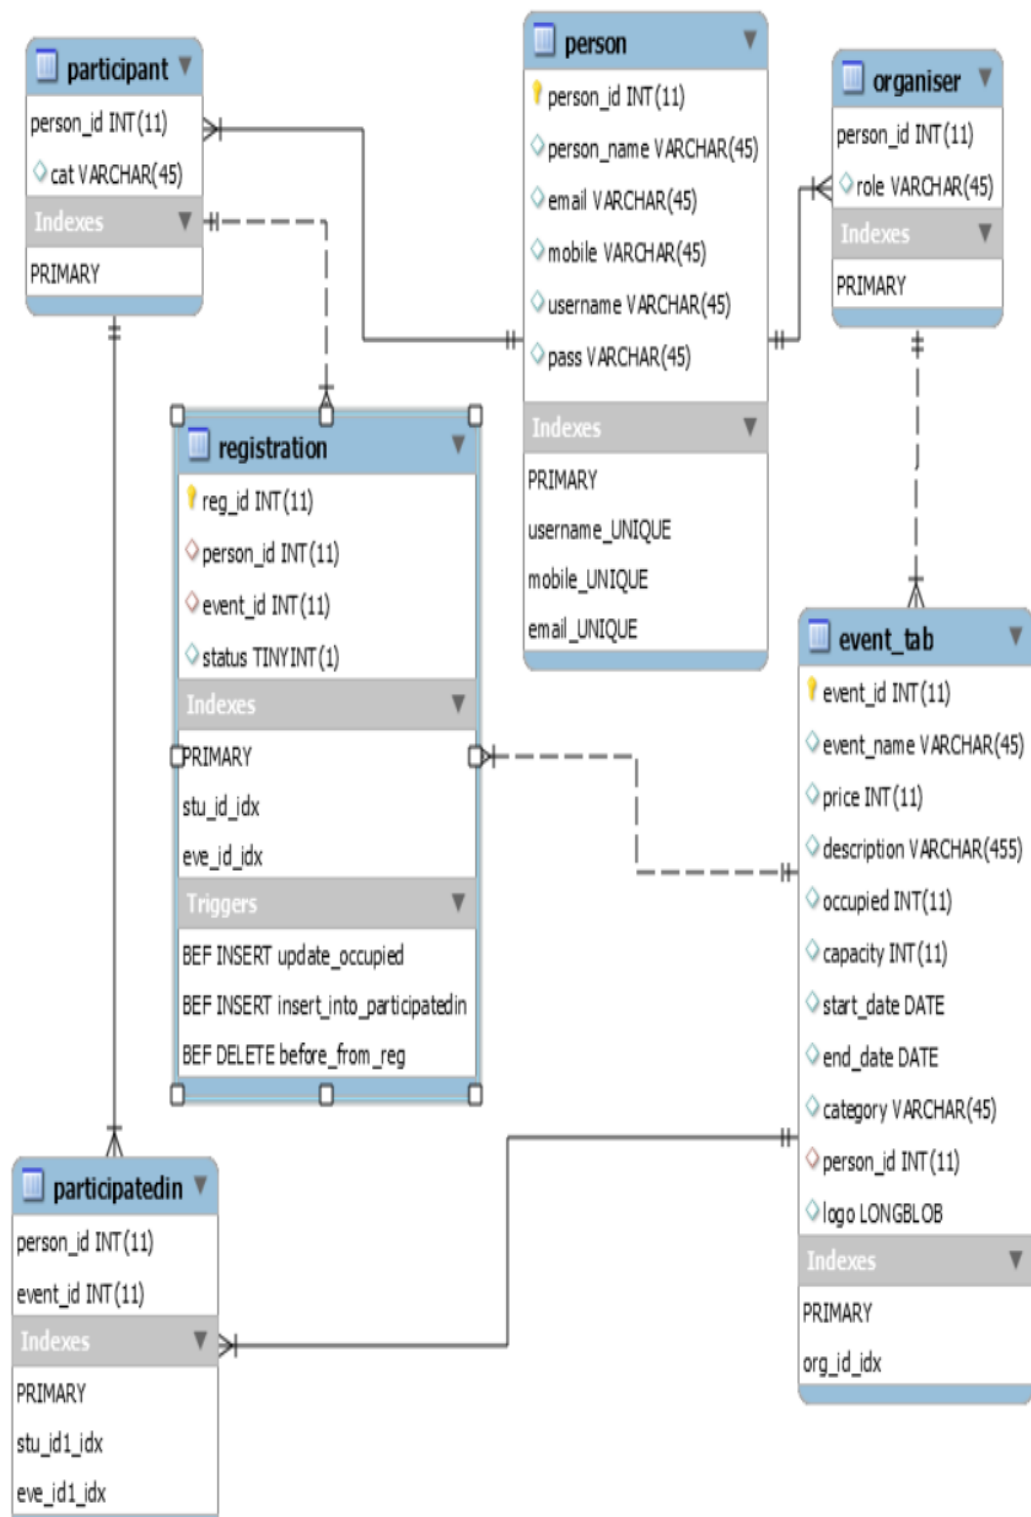 participant
person_id INT(11)
cat VARCHAR(45)
Indexes
PRIMARY
person
person_id INT(11)
person_name VARCHAR(45)
email VARCHAR(45)
mobile VARCHAR(45)
username VARCHAR(45)
pass VARCHAR(45)
Indexes
PRIMARY
username_UNIQUE
mobile_UNIQUE
email_UNIQUE
organiser
person_id INT(11)
role VARCHAR(45)
Indexes
PRIMARY
registration
reg_id INT(11)
person_id INT(11)
event_id INT(11)
status TINYINT(1)
Indexes
PRIMARY
stu_id_idx
eve_id_idx
Triggers
BEF INSERT update_occupied
BEF INSERT insert_into_participatedin
BEF DELETE before_from_reg
event_tab
event_id INT(11)
event_name VARCHAR(45)
price INT(11)
description VARCHAR(455)
occupied INT(11)
capacity INT(11)
start_date DATE
end_date DATE
category VARCHAR(45)
person_id INT(11)
logo LONGBLOB
Indexes
PRIMARY
org_id_idx
participatedin
person_id INT(11)
event_id INT(11)
Indexes
PRIMARY
stu_id1_idx
eve_id1_idx